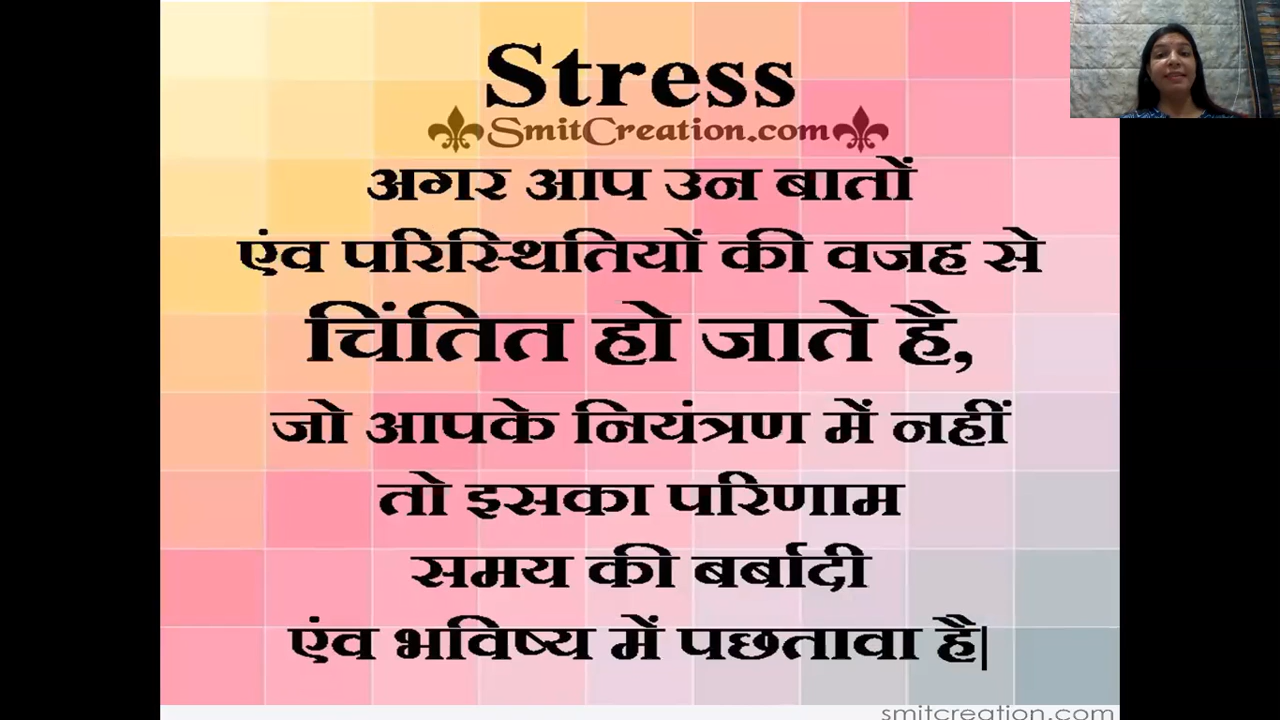 Stress
SmitCreation.com
अगर आप उन बातों
एंव परिस्थितियों की वजह से
चिंतित हो जाते है,
जो आपके नियंत्रण में नहीं
तो इसका परिणाम
समय की बर्बादी
एंव भविष्य में पछतावा है|
smitcreation.com